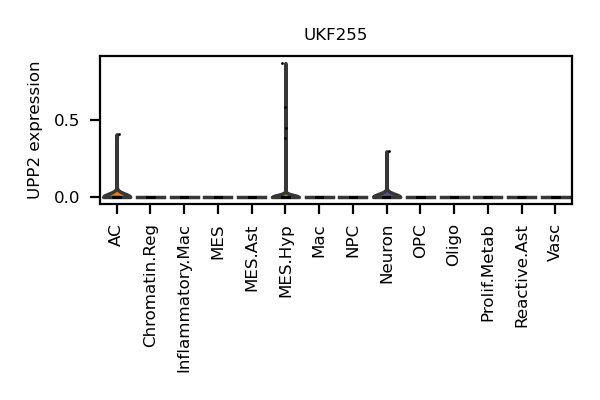 UKF255
UPP2 expression
0.5
0.0
AC
Chromatin.Reg
Inflammatory.Mac
MES
MES.Ast
MES.Hyp
Mac
NPC
Neuron
OPC
Oligo
Prolif.Metab
Reactive.Ast
Vasc